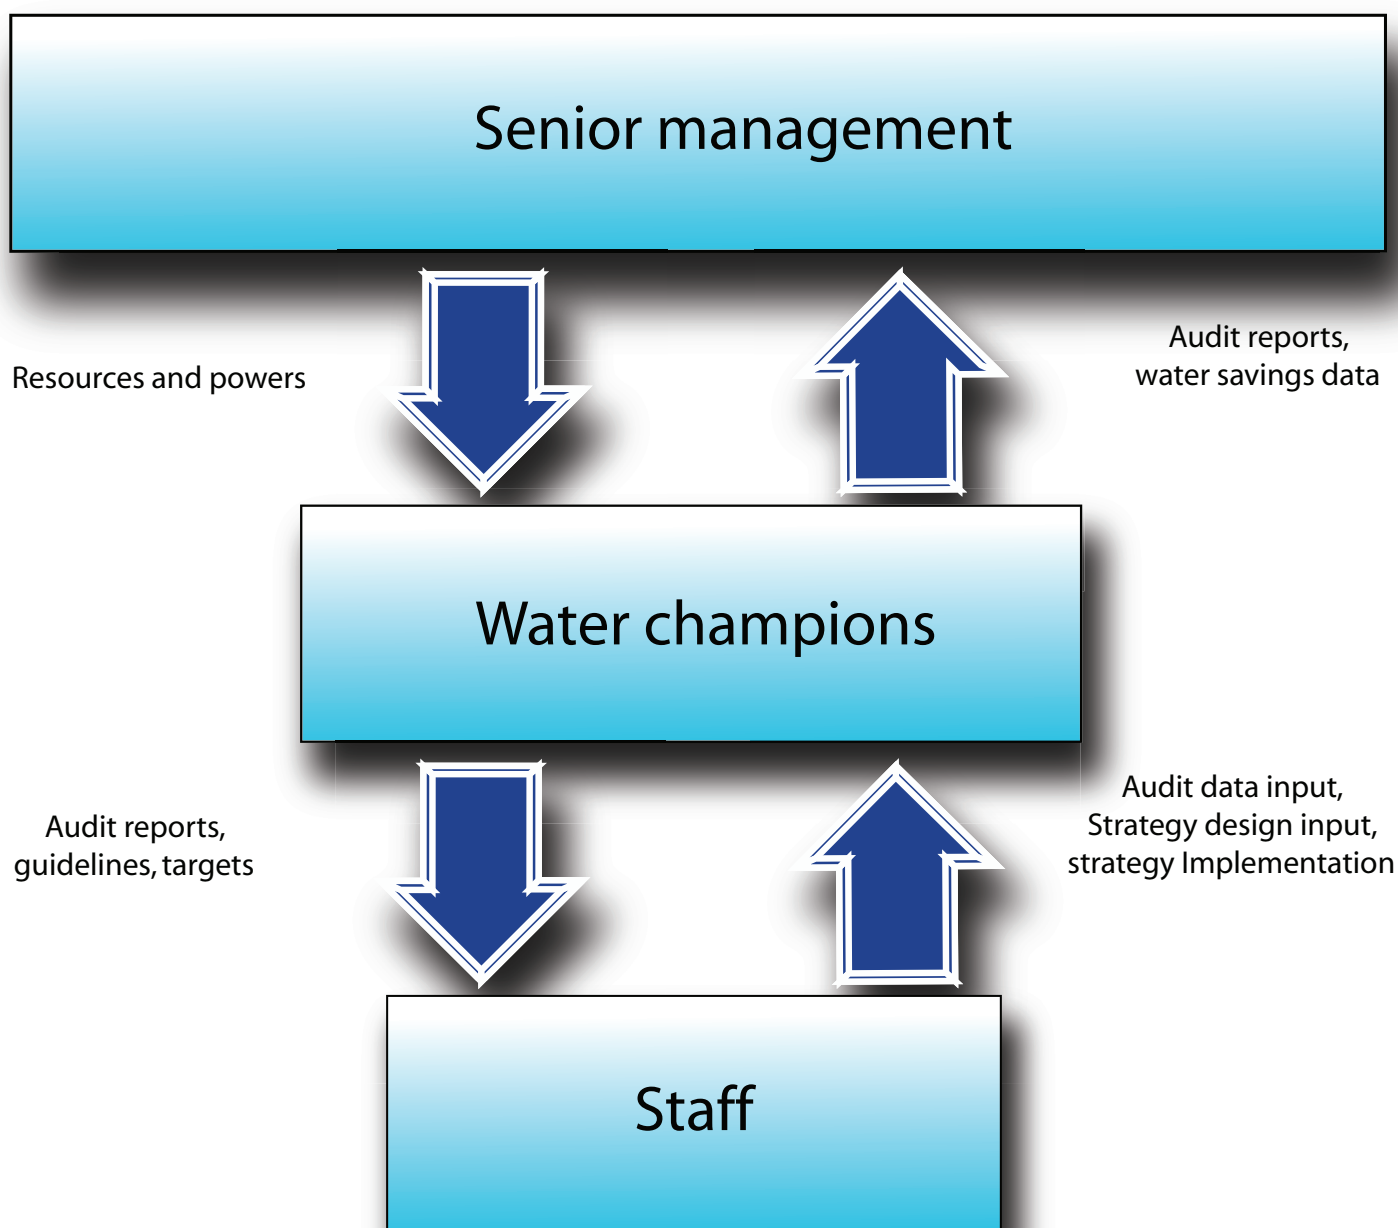 Senior management
Resources and powers
Audit reports,
water savings data
Water champions
Audit reports,
guidelines, targets
Audit data input,
Strategy design input,
strategy Implementation
Staff